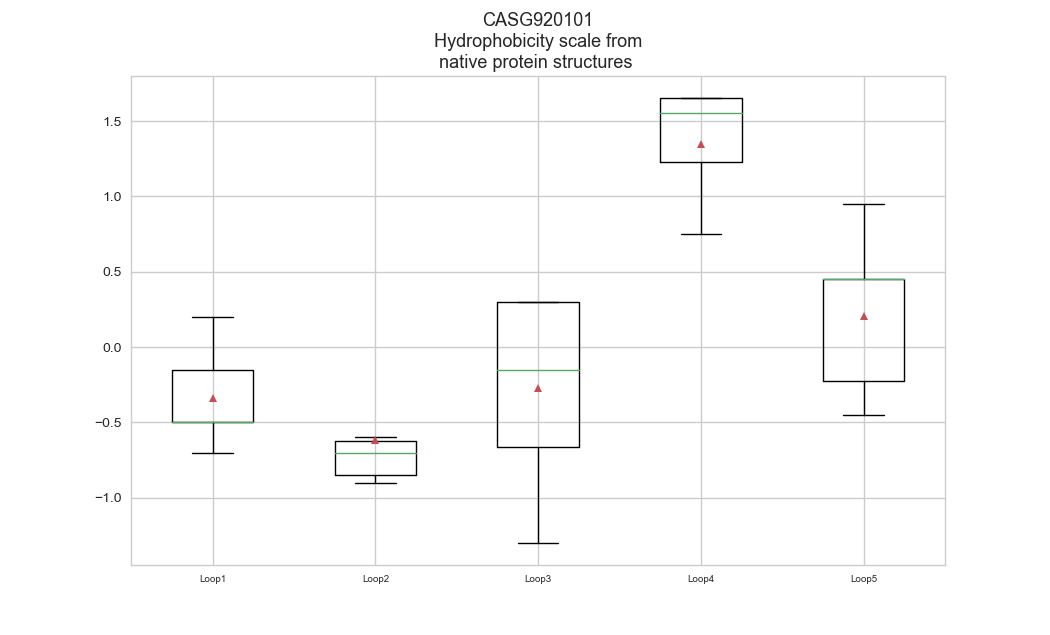 CASG920101
Hydrophobicity scale from
native protein structures
1.5
1.0
0.5
0.0
−0.5
−1.0
Loop1 Loop2 Loop3 Loop4 Loop5